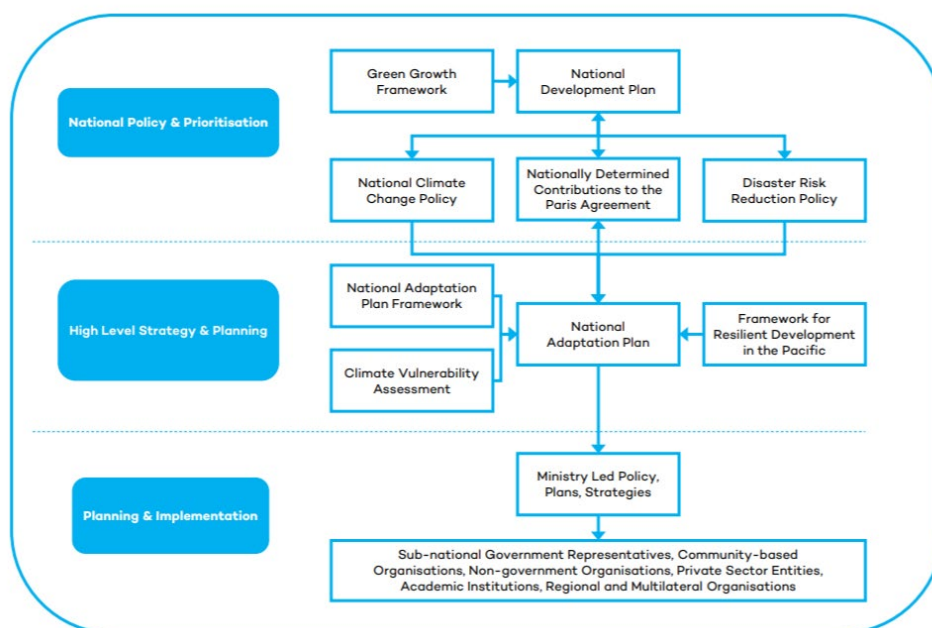 Green Growth
Framework
National
Development Plan
National Policy & Prioritisation
National Climate
Change Policy
Nationally Determined
Contributions to the
Paris Agreement
Disaster Risk
Reduction Policy
National Adaptation
Plan Framework
High Level Strategy & Planning
National
Adaptation Plan
Framework for
Resilient Development
in the Pacific
Climate Vulnerability
Assessment
Ministry Led Policy,
Plans, Strategies
Planning & Implementation
Sub-national Government Representatives, Community-based
Organisations, Non-government Organisations, Private Sector Entities,
Academic Institutions, Regional and Multilateral Organisations